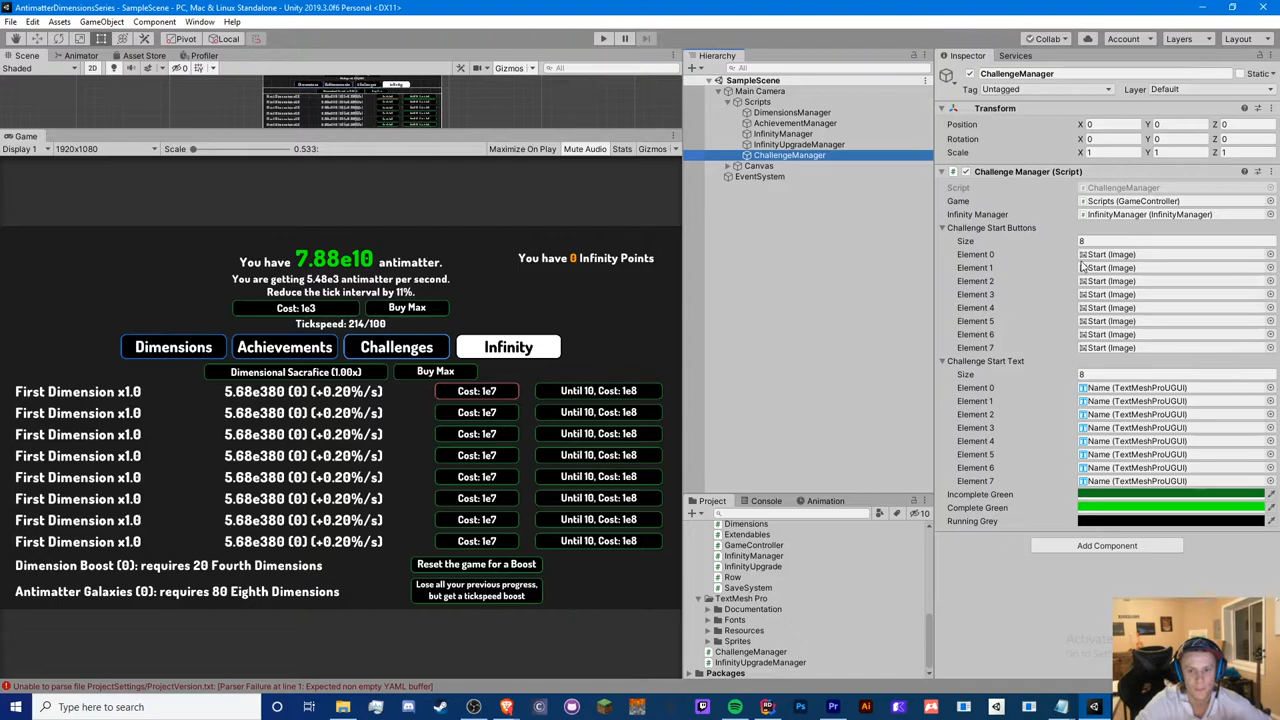 AntimatterDimensionsSeries - SampleScene - PC, Mac & Linux Standalone - Unity 2019.3.0f6 Personal <DX11>
File Edit Assets GameObject Component Window Help
Pivot Local Collab Account Layers Layout
Scene Animator Asset Store Profiler
Shaded 2D 0 Gizmos All
Game
Display 1 1920x1080 Scale 0.533: Maximize On Play Mute Audio Stats Gizmos
You have 7.88e10 antimatter.
You have 0 Infinity Points
You are getting 5.48e3 antimatter per second.
Reduce the tick interval by 11%.
Cost: 1e3 Buy Max
Tickspeed: 214/100
Dimensions Achievements Challenges Infinity
Dimensional Sacrafice (1.00x) Buy Max
First Dimension x1.0 5.68e380 (0) (+0.20%/s) Cost: 1e7 Until 10, Cost: 1e8
First Dimension x1.0 5.68e380 (0) (+0.20%/s) Cost: 1e7 Until 10, Cost: 1e8
First Dimension x1.0 5.68e380 (0) (+0.20%/s) Cost: 1e7 Until 10, Cost: 1e8
First Dimension x1.0 5.68e380 (0) (+0.20%/s) Cost: 1e7 Until 10, Cost: 1e8
First Dimension x1.0 5.68e380 (0) (+0.20%/s) Cost: 1e7 Until 10, Cost: 1e8
First Dimension x1.0 5.68e380 (0) (+0.20%/s) Cost: 1e7 Until 10, Cost: 1e8
First Dimension x1.0 5.68e380 (0) (+0.20%/s) Cost: 1e7 Until 10, Cost: 1e8
First Dimension x1.0 5.68e380 (0) (+0.20%/s) Cost: 1e7 Until 10, Cost: 1e8
Dimension Boost (0): requires 20 Fourth Dimensions Reset the game for a Boost
Antimatter Galaxies (0): requires 80 Eighth Dimensions
Lose all your previous progress,
but get a tickspeed boost
Unable to parse file ProjectSettings/ProjectVersion.txt: [Parser Failure at line 1: Expected non empty YAML buffer]
Hierarchy
All
SampleScene
Main Camera
Scripts
DimensionsManager
AchievementManager
InfinityManager
InfinityUpgradeManager
ChallengeManager
Canvas
EventSystem
Project Console Animation
10
Dimensions
Extendables
GameController
InfinityManager
InfinityUpgrade
Row
SaveSystem
TextMesh Pro
Documentation
Fonts
Resources
Sprites
ChallengeManager
InfinityUpgradeManager
Packages
Inspector Services
ChallengeManager Static
Tag Untagged Layer Default
Transform
Position X 0 Y 0 Z 0
Rotation X 0 Y 0 Z 0
Scale X 1 Y 1 Z 1
Challenge Manager (Script)
Script ChallengeManager
Game Scripts (GameController)
Infinity Manager InfinityManager (InfinityManager)
Challenge Start Buttons
Size 8
Element 0 Start (Image)
Element 1 Start (Image)
Element 2 Start (Image)
Element 3 Start (Image)
Element 4 Start (Image)
Element 5 Start (Image)
Element 6 Start (Image)
Element 7 Start (Image)
Challenge Start Text
Size 8
Element 0 Name (TextMeshProUGUI)
Element 1 Name (TextMeshProUGUI)
Element 2 Name (TextMeshProUGUI)
Element 3 Name (TextMeshProUGUI)
Element 4 Name (TextMeshProUGUI)
Element 5 Name (TextMeshProUGUI)
Element 6 Name (TextMeshProUGUI)
Element 7 Name (TextMeshProUGUI)
Incomplete Green
Complete Green
Running Grey
Add Component
Type here to search